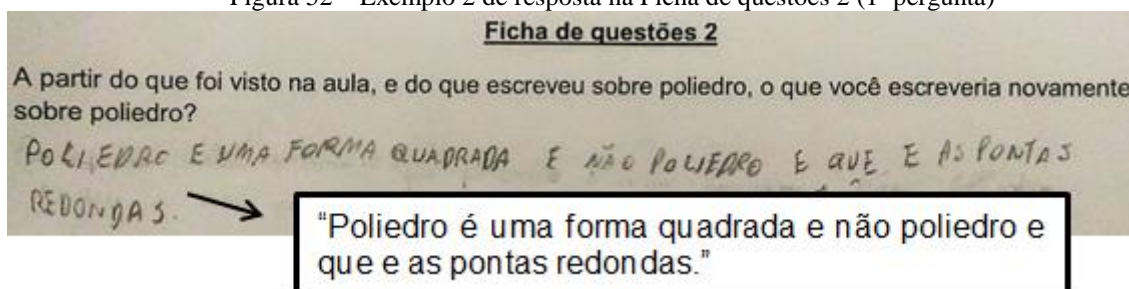 Figura 32 – Exemplo 2 de resposta na Ficha de questões 2 (1ª pergunta)
Ficha de questões 2
A partir do que foi visto na aula, e do que escreveu sobre poliedro, o que você escreveria novamente
sobre poliedro?
POLIEDRO E UMA FORMA QUADRADA E NÃO POLIEDRO E QUE E AS PONTAS
REDONDAS.
"Poliedro é uma forma quadrada e não poliedro e
que e as pontas redondas."